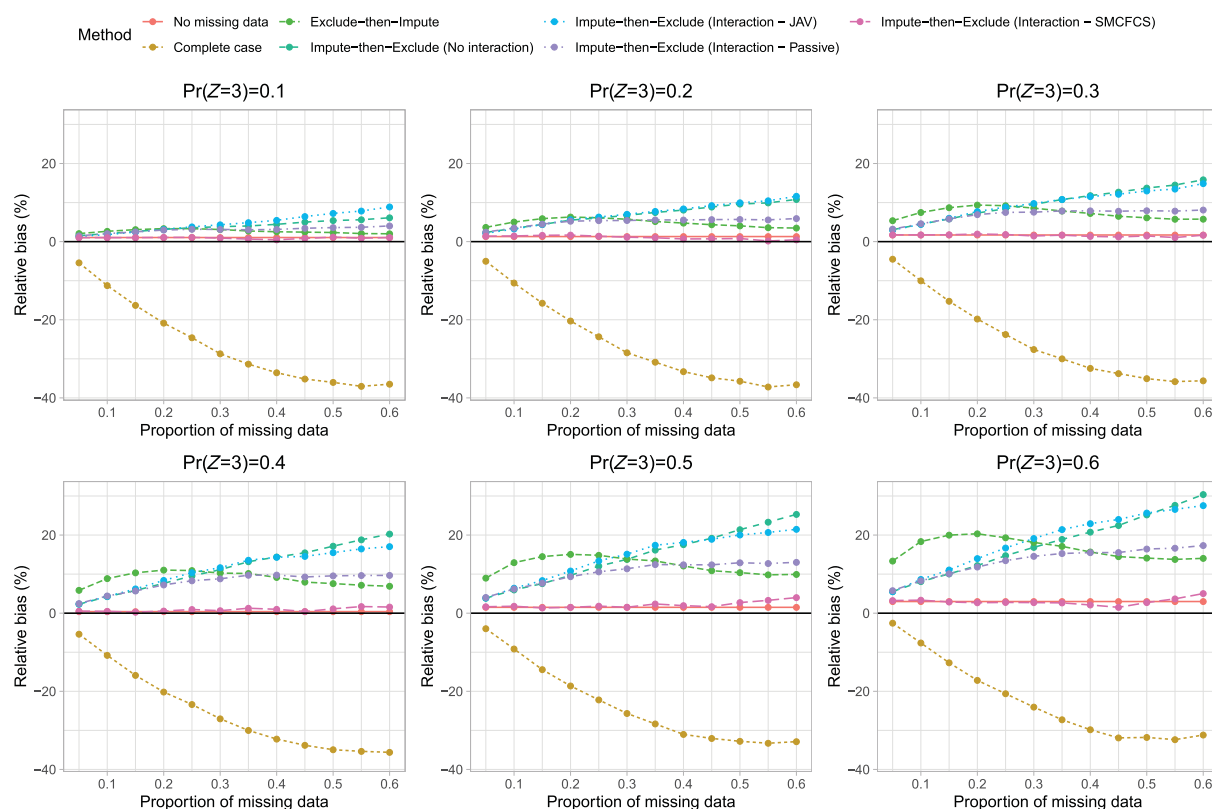 Method
No missing data
Exclude−then−Impute
Impute−then−Exclude (Interaction − JAV)
Impute−then−Exclude (Interaction − SMCFCS)
Complete case
Impute−then−Exclude (No interaction)
Impute−then−Exclude (Interaction − Passive)
Pr(Z=3)=0.1
Relative bias (%)
20
0
−20
−40
0.1 0.2 0.3 0.4 0.5 0.6
Proportion of missing data
Pr(Z=3)=0.2
Relative bias (%)
20
0
−20
−40
0.1 0.2 0.3 0.4 0.5 0.6
Proportion of missing data
Pr(Z=3)=0.3
Relative bias (%)
20
0
−20
−40
0.1 0.2 0.3 0.4 0.5 0.6
Proportion of missing data
Pr(Z=3)=0.4
Relative bias (%)
20
0
−20
−40
0.1 0.2 0.3 0.4 0.5 0.6
Proportion of missing data
Pr(Z=3)=0.5
Relative bias (%)
20
0
−20
−40
0.1 0.2 0.3 0.4 0.5 0.6
Proportion of missing data
Pr(Z=3)=0.6
Relative bias (%)
20
0
−20
−40
0.1 0.2 0.3 0.4 0.5 0.6
Proportion of missing data